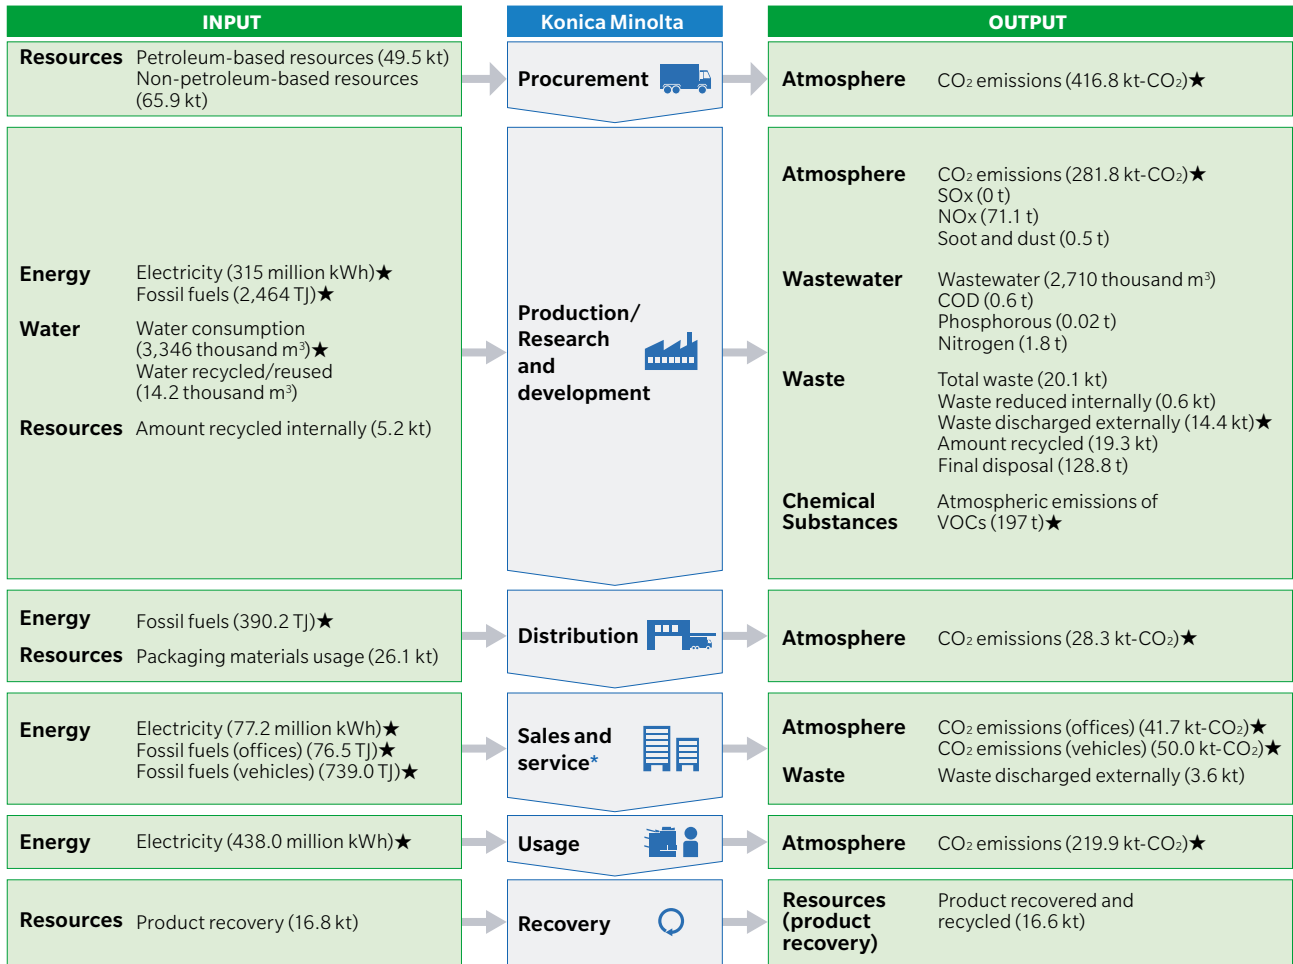 INPUT
Konica Minolta
OUTPUT
Resources Petroleum-based resources (49.5 kt)
Non-petroleum-based resources
(65.9 kt)
Procurement
Atmosphere CO₂ emissions (416.8 kt-CO₂)★
Energy Electricity (315 million kWh)★
Fossil fuels (2,464 TJ)★
Water Water consumption
(3,346 thousand m³)★
Water recycled/reused
(14.2 thousand m³)
Resources Amount recycled internally (5.2 kt)
Production/
Research
and
development
Atmosphere CO₂ emissions (281.8 kt-CO₂)★
SOx (0 t)
NOx (71.1 t)
Soot and dust (0.5 t)
Wastewater Wastewater (2,710 thousand m³)
COD (0.6 t)
Phosphorous (0.02 t)
Nitrogen (1.8 t)
Waste Total waste (20.1 kt)
Waste reduced internally (0.6 kt)
Waste discharged externally (14.4 kt)★
Amount recycled (19.3 kt)
Final disposal (128.8 t)
Chemical Atmospheric emissions of
Substances VOCs (197 t)★
Energy Fossil fuels (390.2 TJ)★
Resources Packaging materials usage (26.1 kt)
Distribution
Atmosphere CO₂ emissions (28.3 kt-CO₂)★
Energy Electricity (77.2 million kWh)★
Fossil fuels (offices) (76.5 TJ)★
Fossil fuels (vehicles) (739.0 TJ)★
Sales and
service*
Atmosphere CO₂ emissions (offices) (41.7 kt-CO₂)★
CO₂ emissions (vehicles) (50.0 kt-CO₂)★
Waste Waste discharged externally (3.6 kt)
Energy Electricity (438.0 million kWh)★
Usage
Atmosphere CO₂ emissions (219.9 kt-CO₂)★
Resources Product recovery (16.8 kt)
Recovery
Resources Product recovered and
(product recycled (16.6 kt)
recovery)